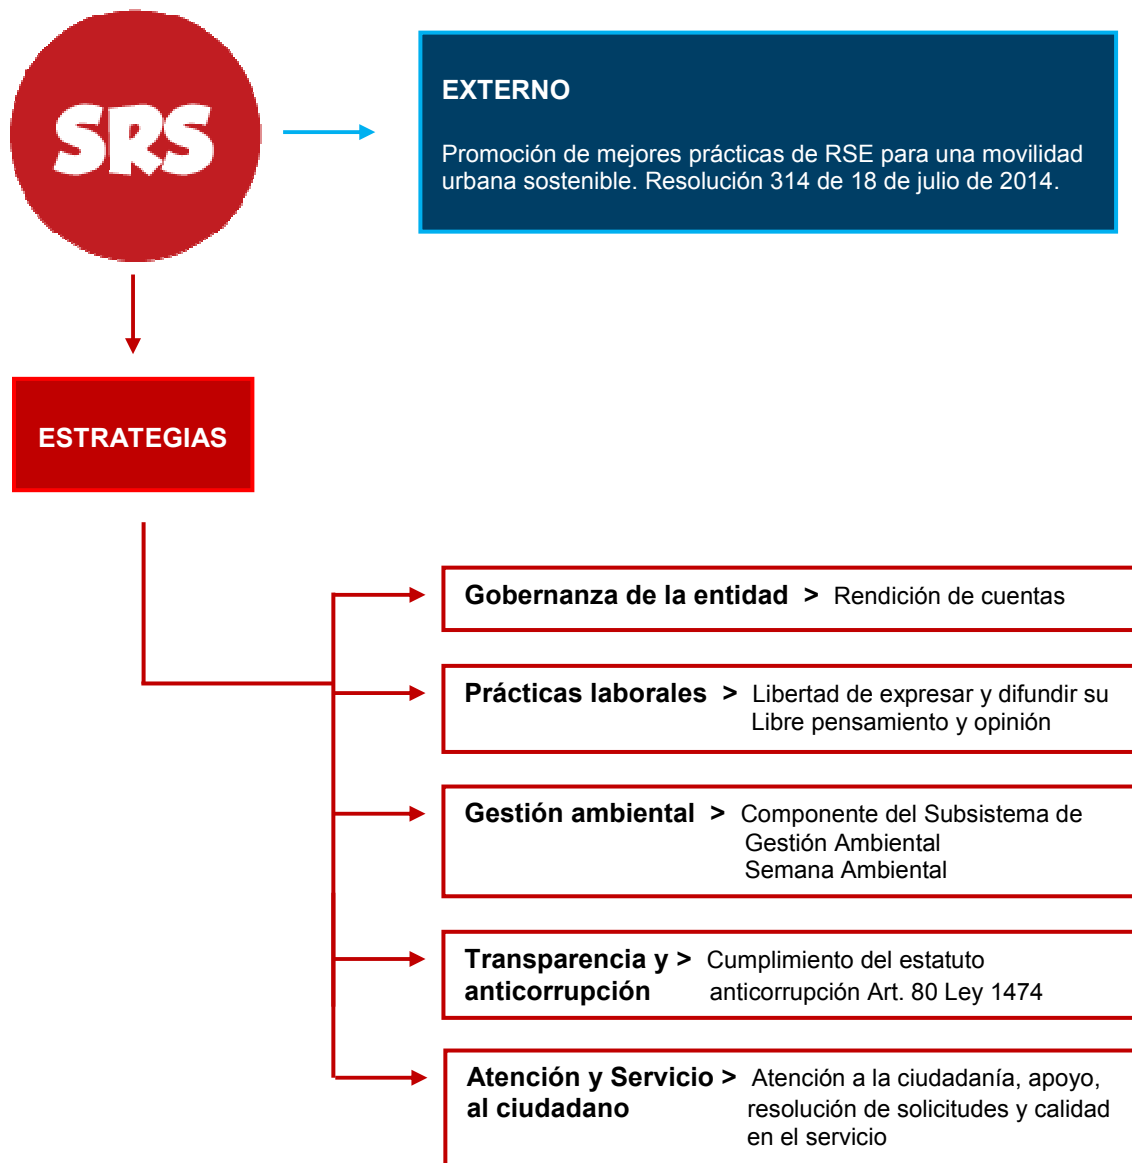 SRS
EXTERNO
Promoción de mejores prácticas de RSE para una movilidad
urbana sostenible. Resolución 314 de 18 de julio de 2014.
ESTRATEGIAS
Gobernanza de la entidad > Rendición de cuentas
Prácticas laborales > Libertad de expresar y difundir su
Libre pensamiento y opinión
Gestión ambiental > Componente del Subsistema de
Gestión Ambiental
Semana Ambiental
Transparencia y > Cumplimiento del estatuto
anticorrupción anticorrupción Art. 80 Ley 1474
Atención y Servicio > Atención a la ciudadanía, apoyo,
al ciudadano resolución de solicitudes y calidad
en el servicio